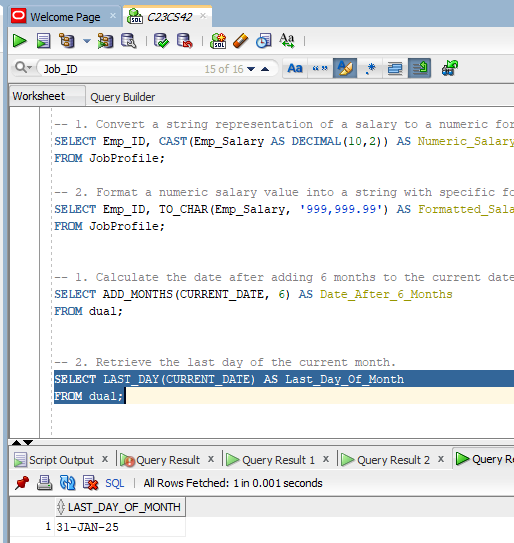 Welcome Page
C23CS42
SQL
Aa
Job_ID
15 of 16
Aa
Worksheet
Query Builder
-- 1. Convert a string representation of a salary to a numeric for
SELECT Emp_ID, CAST(Emp_Salary AS DECIMAL(10,2)) AS Numeric_Salary
FROM JobProfile;
-- 2. Format a numeric salary value into a string with specific fo
SELECT Emp_ID, TO_CHAR(Emp_Salary, '999,999.99') AS Formatted_Sala
FROM JobProfile;
-- 1. Calculate the date after adding 6 months to the current date
SELECT ADD_MONTHS(CURRENT_DATE, 6) AS Date_After_6_Months
FROM dual;
-- 2. Retrieve the last day of the current month.
SELECT LAST_DAY(CURRENT_DATE) AS Last_Day_Of_Month
FROM dual;
Script Output x
Query Result x
Query Result 1 x
Query Result 2 x
Query R
SQL | All Rows Fetched: 1 in 0.001 seconds
LAST_DAY_OF_MONTH
1 31-JAN-25